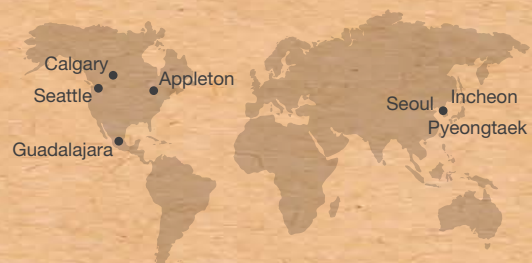 Calgary
Appleton
Seattle
Seoul Incheon
Pyeongtaek
Guadalajara